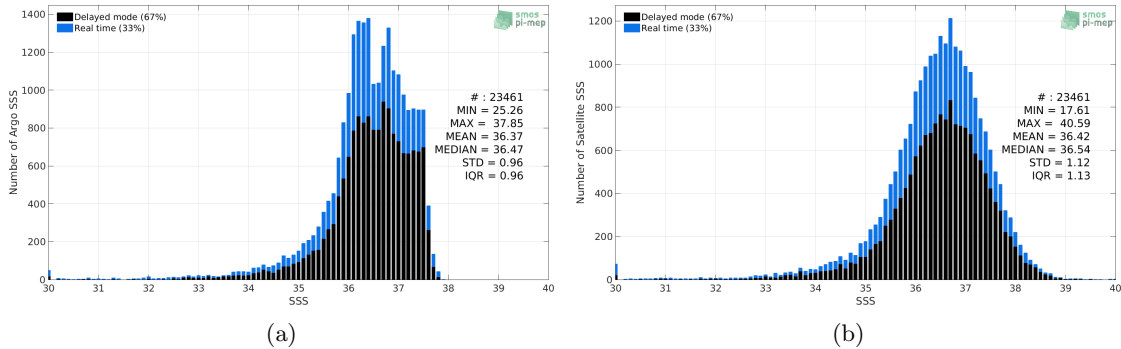 Delayed mode (67%)
Real time (33%)
smos
pi-mep
# : 23461
MIN = 25.26
MAX = 37.85
MEAN = 36.37
MEDIAN = 36.47
STD = 0.96
IQR = 0.96
Number of Argo SSS
0
200
400
600
800
1000
1200
1400
30
31
32
33
34
35
36
37
38
39
40
SSS
(a)
Delayed mode (67%)
Real time (33%)
smos
pi-mep
# : 23461
MIN = 17.61
MAX = 40.59
MEAN = 36.42
MEDIAN = 36.54
STD = 1.12
IQR = 1.13
Number of Satellite SSS
0
200
400
600
800
1000
1200
30
31
32
33
34
35
36
37
38
39
40
SSS
(b)